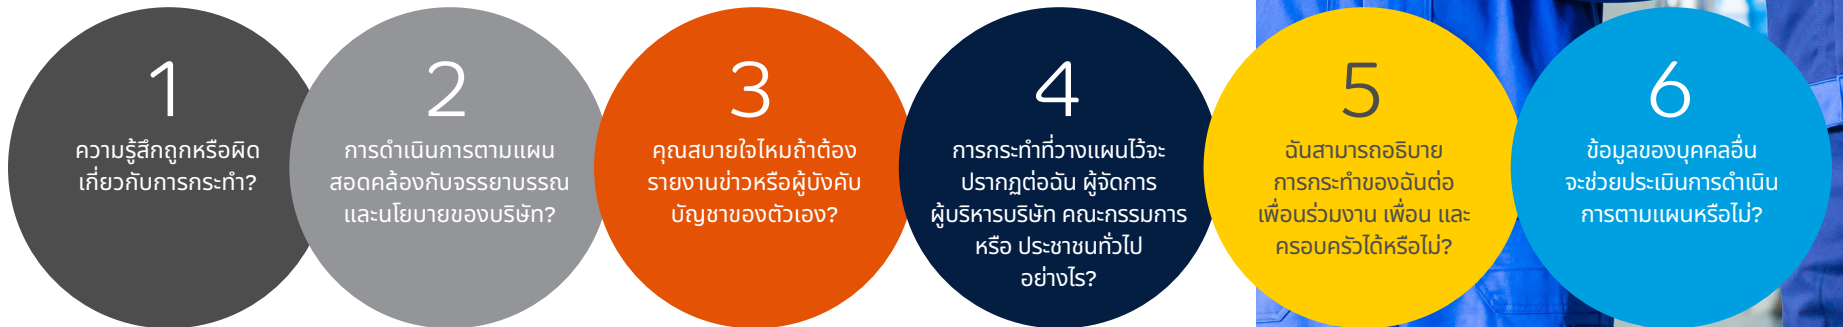 1
ความรู้สึกถูกหรือผิด
เกี่ยวกับการกระทำ?
2
การดำเนินการตามแผน
สอดคล้องกับจรรยาบรรณ
และนโยบายของบริษัท?
3
คุณสบายใจไหมถ้าต้อง
รายงานข่าวหรือผู้บังคับ
บัญชาของตัวเอง?
4
การกระทำที่วางแผนไว้จะ
ปรากฏต่อฉัน ผู้จัดการ
ผู้บริหารบริษัท คณะกรรมการ
หรือ ประชาชนทั่วไป
อย่างไร?
5
ฉันสามารถอธิบาย
การกระทำของฉันต่อ
เพื่อนร่วมงาน เพื่อน และ
ครอบครัวได้หรือไม่?
6
ข้อมูลของบุคคลอื่น
จะช่วยประเมินการดำเนิน
การตามแผนหรือไม่?